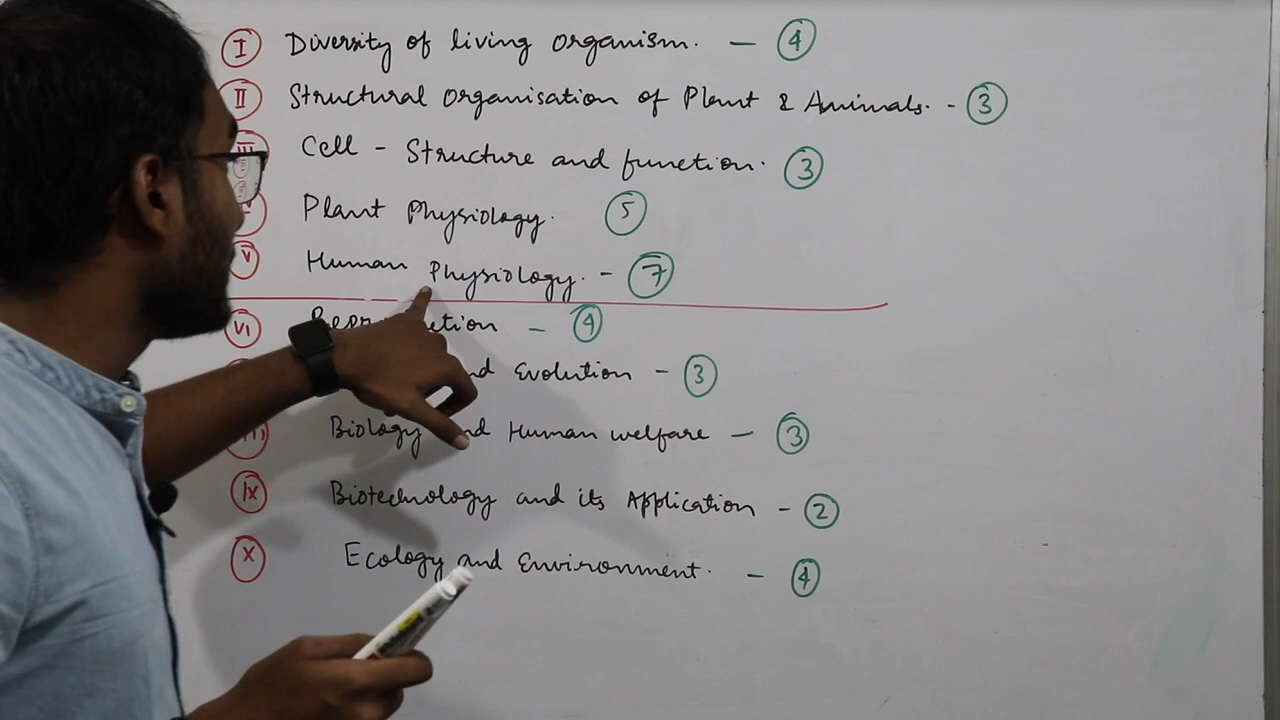 I Diversity of living organism. - 4
II Structural Organisation of Plant & Animals. - 3
III Cell - Structure and function. 3
Plant Physiology. 5
V Human Physiology. - 7
VI - 4
Evolution - 3
Biology and Human welfare - 3
IX Biotechnology and its Application - 2
X Ecology and Environment. - 4